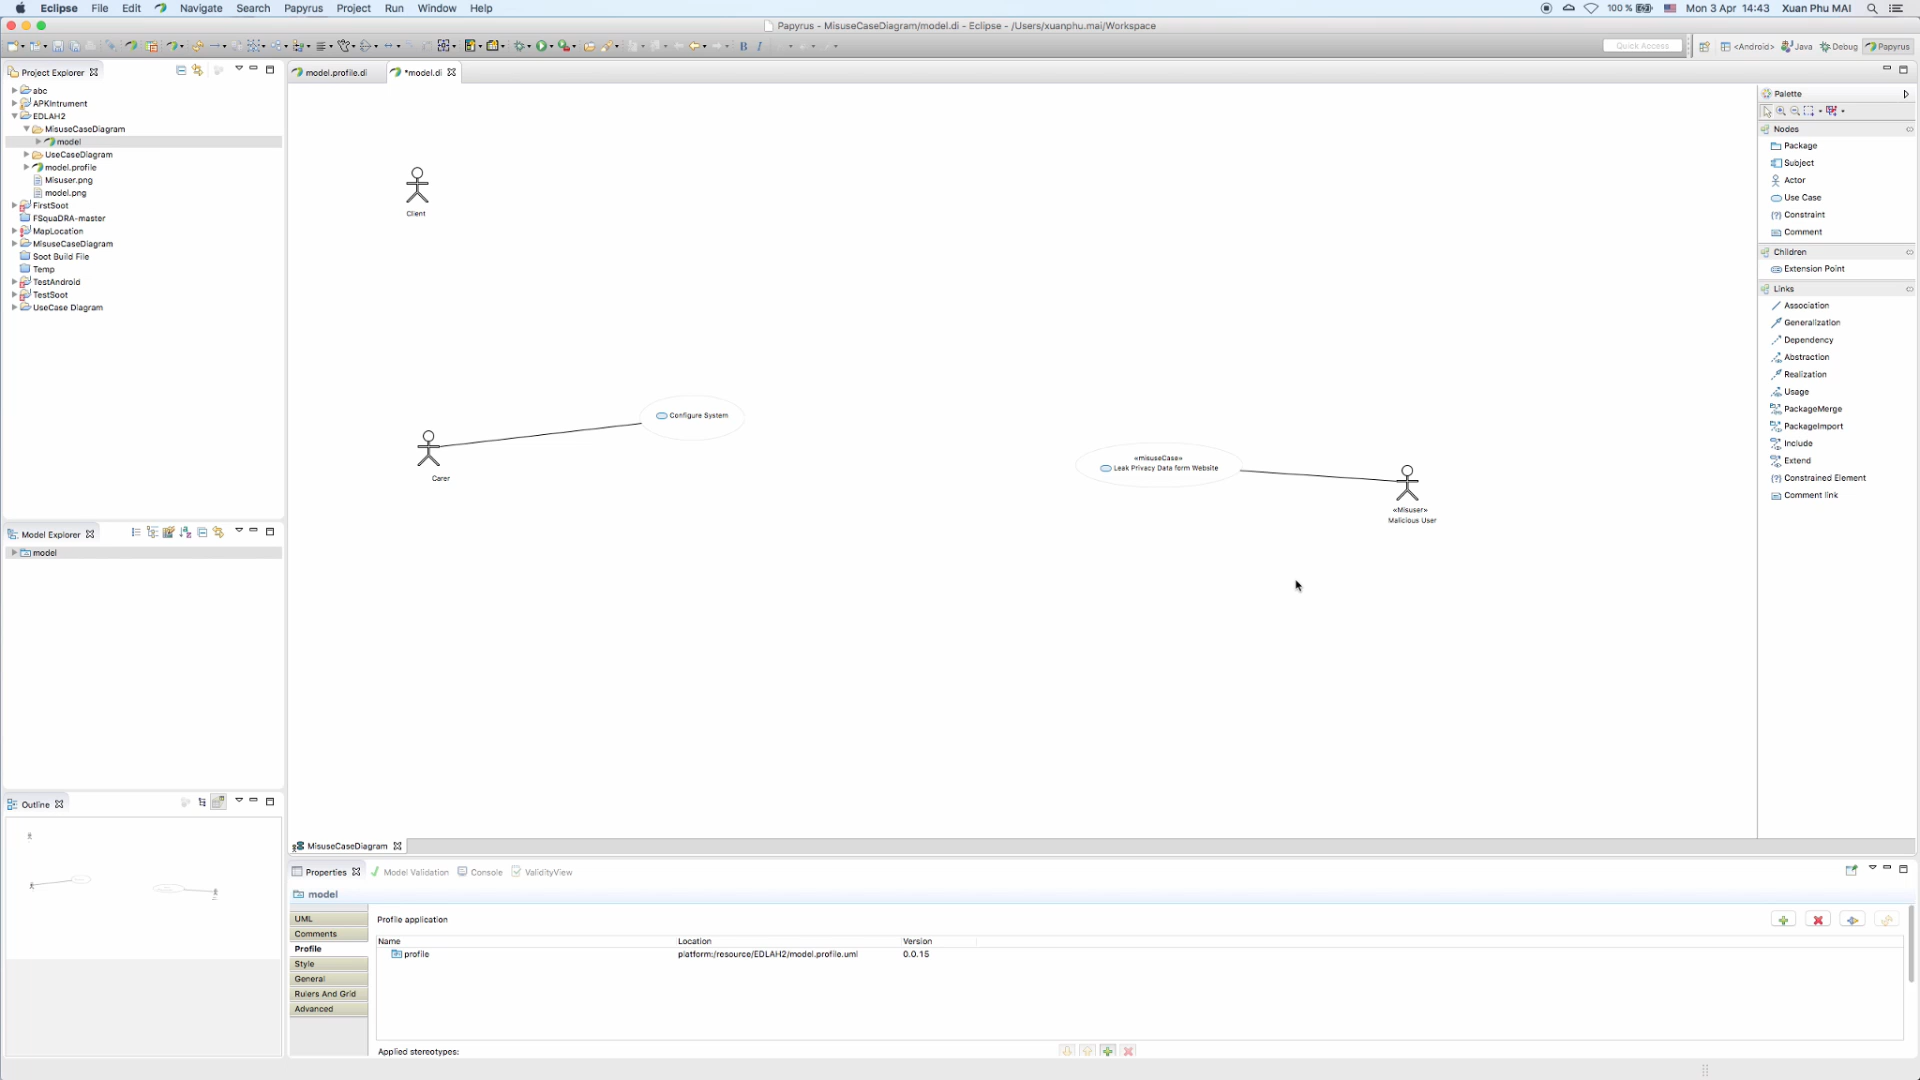 Eclipse File Edit Navigate Search Papyrus Project Run Window Help
100 % Mon 3 Apr 14:43 Xuan Phu MAI
Papyrus - MisuseCaseDiagram/model.di - Eclipse - /Users/xuanphu.mai/Workspace
Quick Access <Android> Java Debug Papyrus
Project Explorer
abc
APKIntrument
EDLAH2
MisuseCaseDiagram
model
UseCaseDiagram
model.profile
Misuser.png
model.png
FirstSoot
FSquaDRA-master
MapLocation
MisuseCaseDiagram
Soot Build File
Temp
TestAndroid
TestSoot
UseCase Diagram
Model Explorer
model
Outline
model.profile.di *model.di
Client
Carer
Configure System
«misuseCase»
Leak Privacy Data form Website
«Misuser»
Malicious User
Palette
Nodes
Package
Subject
Actor
Use Case
Constraint
Comment
Children
Extension Point
Links
Association
Generalization
Dependency
Abstraction
Realization
Usage
PackageMerge
PackageImport
Include
Extend
Constrained Element
Comment link
MisuseCaseDiagram
Properties Model Validation Console ValidityView
model
UML
Comments
Profile
Style
General
Rulers And Grid
Advanced
Profile application
Name Location Version
profile platform:/resource/EDLAH2/model.profile.uml 0.0.15
Applied stereotypes: